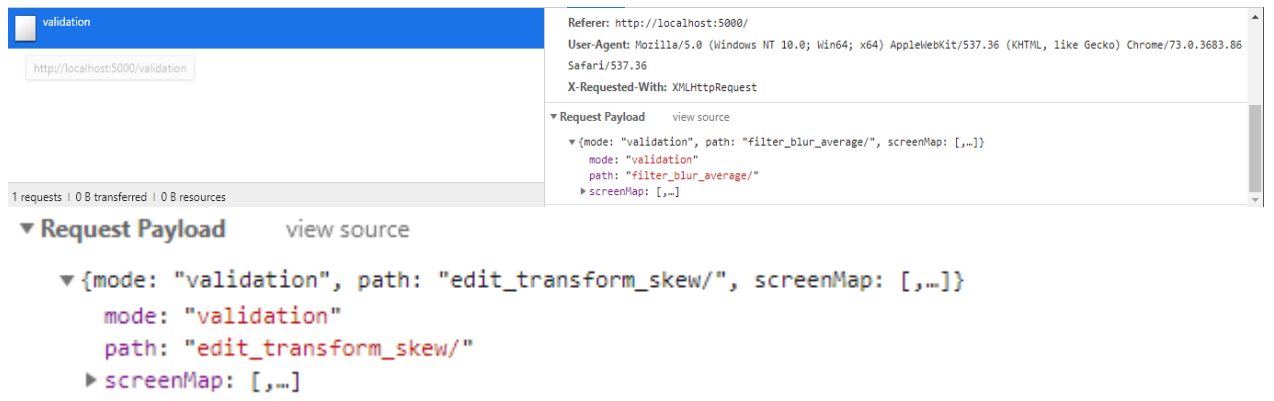 validation
http://localhost:5000/validation
1 requests | 0 B transferred | 0 B resources
Referer: http://localhost:5000/
User-Agent: Mozilla/5.0 (Windows NT 10.0; Win64; x64) AppleWebKit/537.36 (KHTML, like Gecko) Chrome/73.0.3683.86
Safari/537.36
X-Requested-With: XMLHttpRequest
▼ Request Payload view source
▼ {mode: "validation", path: "filter_blur_average/", screenMap: [,…]}
mode: "validation"
path: "filter_blur_average/"
▶ screenMap: [,…]
▼ Request Payload view source
▼ {mode: "validation", path: "edit_transform_skew/", screenMap: [,…]}
mode: "validation"
path: "edit_transform_skew/"
▶ screenMap: [,…]